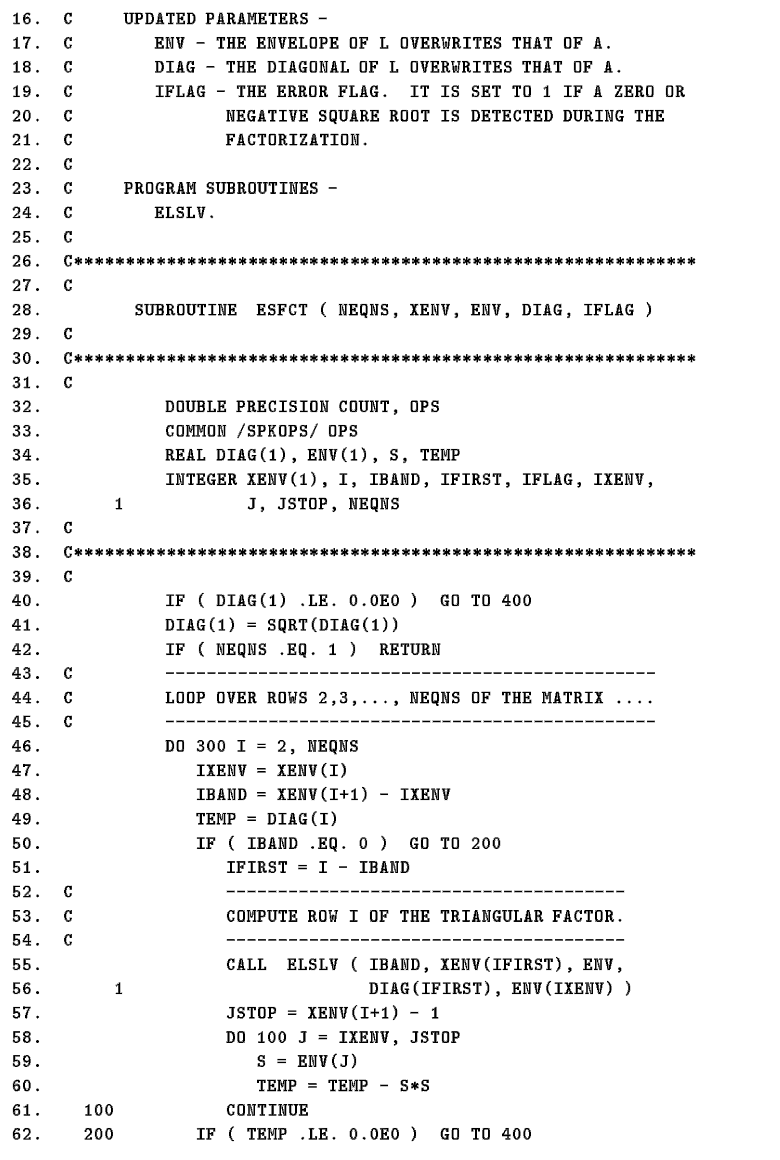 16.  C     UPDATED PARAMETERS -
17.  C        ENV - THE ENVELOPE OF L OVERWRITES THAT OF A.
18.  C        DIAG - THE DIAGONAL OF L OVERWRITES THAT OF A.
19.  C        IFLAG - THE ERROR FLAG.  IT IS SET TO 1 IF A ZERO OR
20.  C               NEGATIVE SQUARE ROOT IS DETECTED DURING THE
21.  C               FACTORIZATION.
22.  C
23.  C     PROGRAM SUBROUTINES -
24.  C        ELSLV.
25.  C
26.  C*************************************************************
27.  C
28.        SUBROUTINE  ESFCT ( NEQNS, XENV, ENV, DIAG, IFLAG )
29.  C
30.  C*************************************************************
31.  C
32.           DOUBLE PRECISION COUNT, OPS
33.           COMMON /SPKOPS/ OPS
34.           REAL DIAG(1), ENV(1), S, TEMP
35.           INTEGER XENV(1), I, IBAND, IFIRST, IFLAG, IXENV,
36.      1            J, JSTOP, NEQNS
37.  C
38.  C*************************************************************
39.  C
40.           IF ( DIAG(1) .LE. 0.0E0 )  GO TO 400
41.           DIAG(1) = SQRT(DIAG(1))
42.           IF ( NEQNS .EQ. 1 )  RETURN
43.  C        ------------------------------------------------
44.  C        LOOP OVER ROWS 2,3,..., NEQNS OF THE MATRIX ....
45.  C        ------------------------------------------------
46.           DO 300 I = 2, NEQNS
47.              IXENV = XENV(I)
48.              IBAND = XENV(I+1) - IXENV
49.              TEMP = DIAG(I)
50.              IF ( IBAND .EQ. 0 )  GO TO 200
51.                 IFIRST = I - IBAND
52.  C              ---------------------------------------
53.  C              COMPUTE ROW I OF THE TRIANGULAR FACTOR.
54.  C              ---------------------------------------
55.                 CALL  ELSLV ( IBAND, XENV(IFIRST), ENV,
56.      1                        DIAG(IFIRST), ENV(IXENV) )
57.                 JSTOP = XENV(I+1) - 1
58.                 DO 100 J = IXENV, JSTOP
59.                    S = ENV(J)
60.                    TEMP = TEMP - S*S
61.   100           CONTINUE
62.   200        IF ( TEMP .LE. 0.0E0 )  GO TO 400